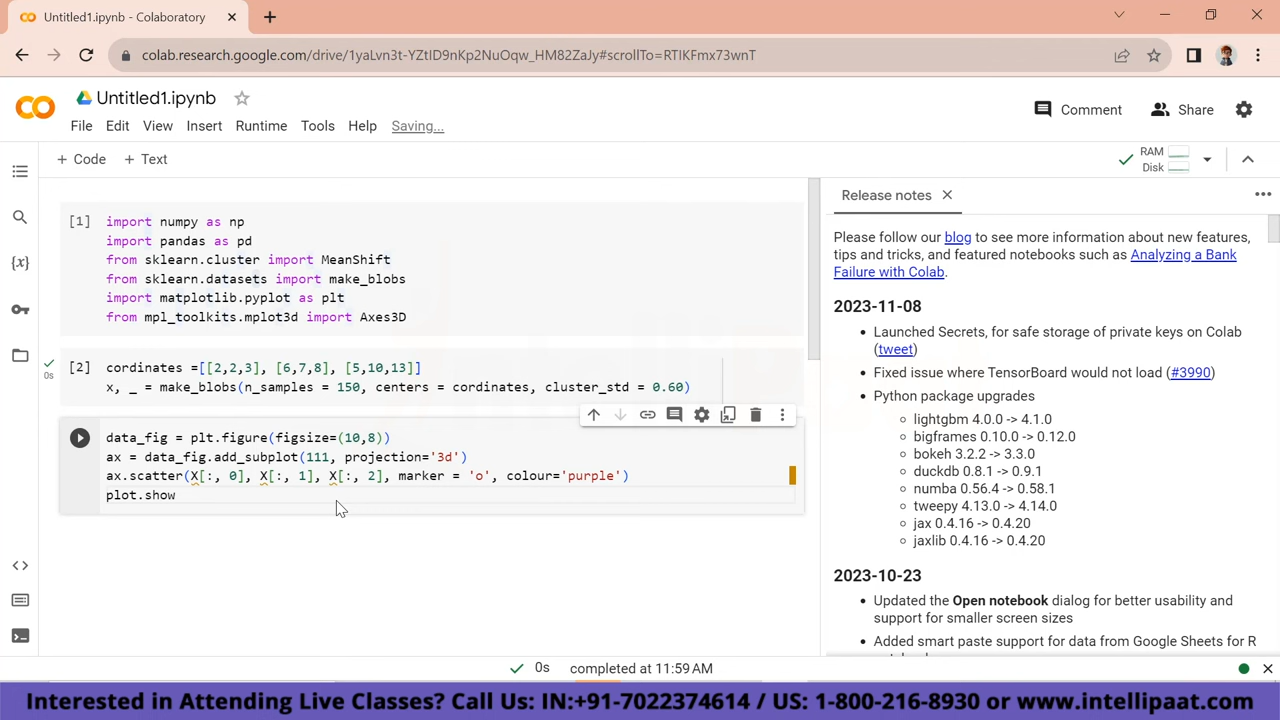 Untitled1.ipynb - Colaboratory
colab.research.google.com/drive/1yaLvn3t-YZtID9nKp2NuOqw_HM82ZaJy#scrollTo=RTIKFmx73wnT
Untitled1.ipynb
Comment
Share
File Edit View Insert Runtime Tools Help Saving...
+ Code + Text
RAM
Disk
Release notes
[1] import numpy as np
import pandas as pd
from sklearn.cluster import MeanShift
from sklearn.datasets import make_blobs
import matplotlib.pyplot as plt
from mpl_toolkits.mplot3d import Axes3D
[2] cordinates =[[2,2,3], [6,7,8], [5,10,13]]
0s
x, _ = make_blobs(n_samples = 150, centers = cordinates, cluster_std = 0.60)
data_fig = plt.figure(figsize=(10,8))
ax = data_fig.add_subplot(111, projection='3d')
ax.scatter(X[:, 0], X[:, 1], X[:, 2], marker = 'o', colour='purple')
plot.show
Please follow our blog to see more information about new features,
tips and tricks, and featured notebooks such as Analyzing a Bank
Failure with Colab.
2023-11-08
Launched Secrets, for safe storage of private keys on Colab
(tweet)
Fixed issue where TensorBoard would not load (#3990)
Python package upgrades
lightgbm 4.0.0 -> 4.1.0
bigframes 0.10.0 -> 0.12.0
bokeh 3.2.2 -> 3.3.0
duckdb 0.8.1 -> 0.9.1
numba 0.56.4 -> 0.58.1
tweepy 4.13.0 -> 4.14.0
jax 0.4.16 -> 0.4.20
jaxlib 0.4.16 -> 0.4.20
2023-10-23
Updated the Open notebook dialog for better usability and
support for smaller screen sizes
Added smart paste support for data from Google Sheets for R
0s completed at 11:59 AM
Interested in Attending Live Classes? Call Us: IN:+91-7022374614 / US: 1-800-216-8930 or www.intellipaat.com